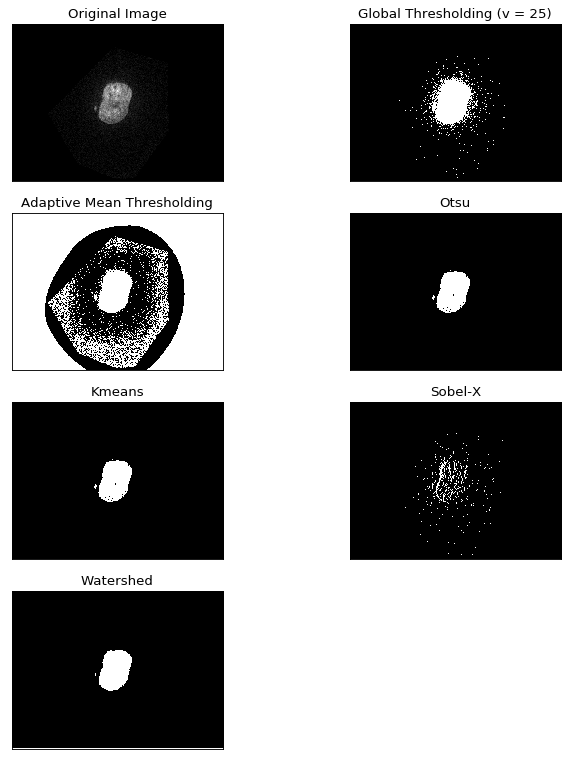 Original Image
Global Thresholding (v = 25)
Adaptive Mean Thresholding
Otsu
Kmeans
Sobel-X
Watershed